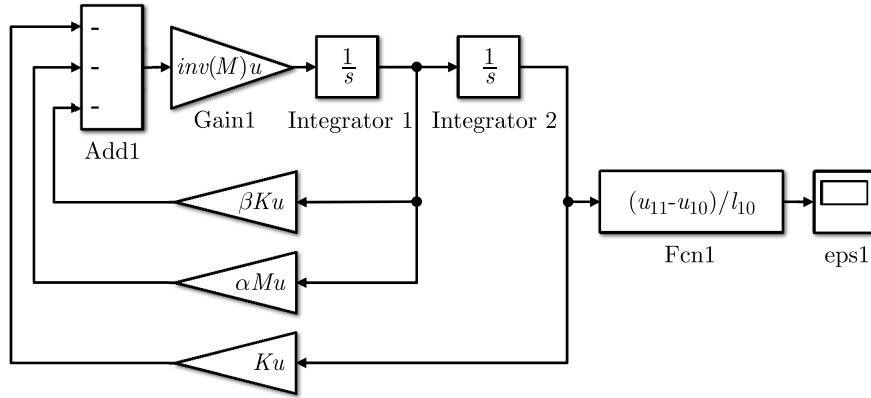 -
-
-
inv(M)u
1
s
1
s
Add1
Gain1
Integrator 1
Integrator 2
βKu
αMu
Ku
(u11-u10)/l10
Fcn1
eps1